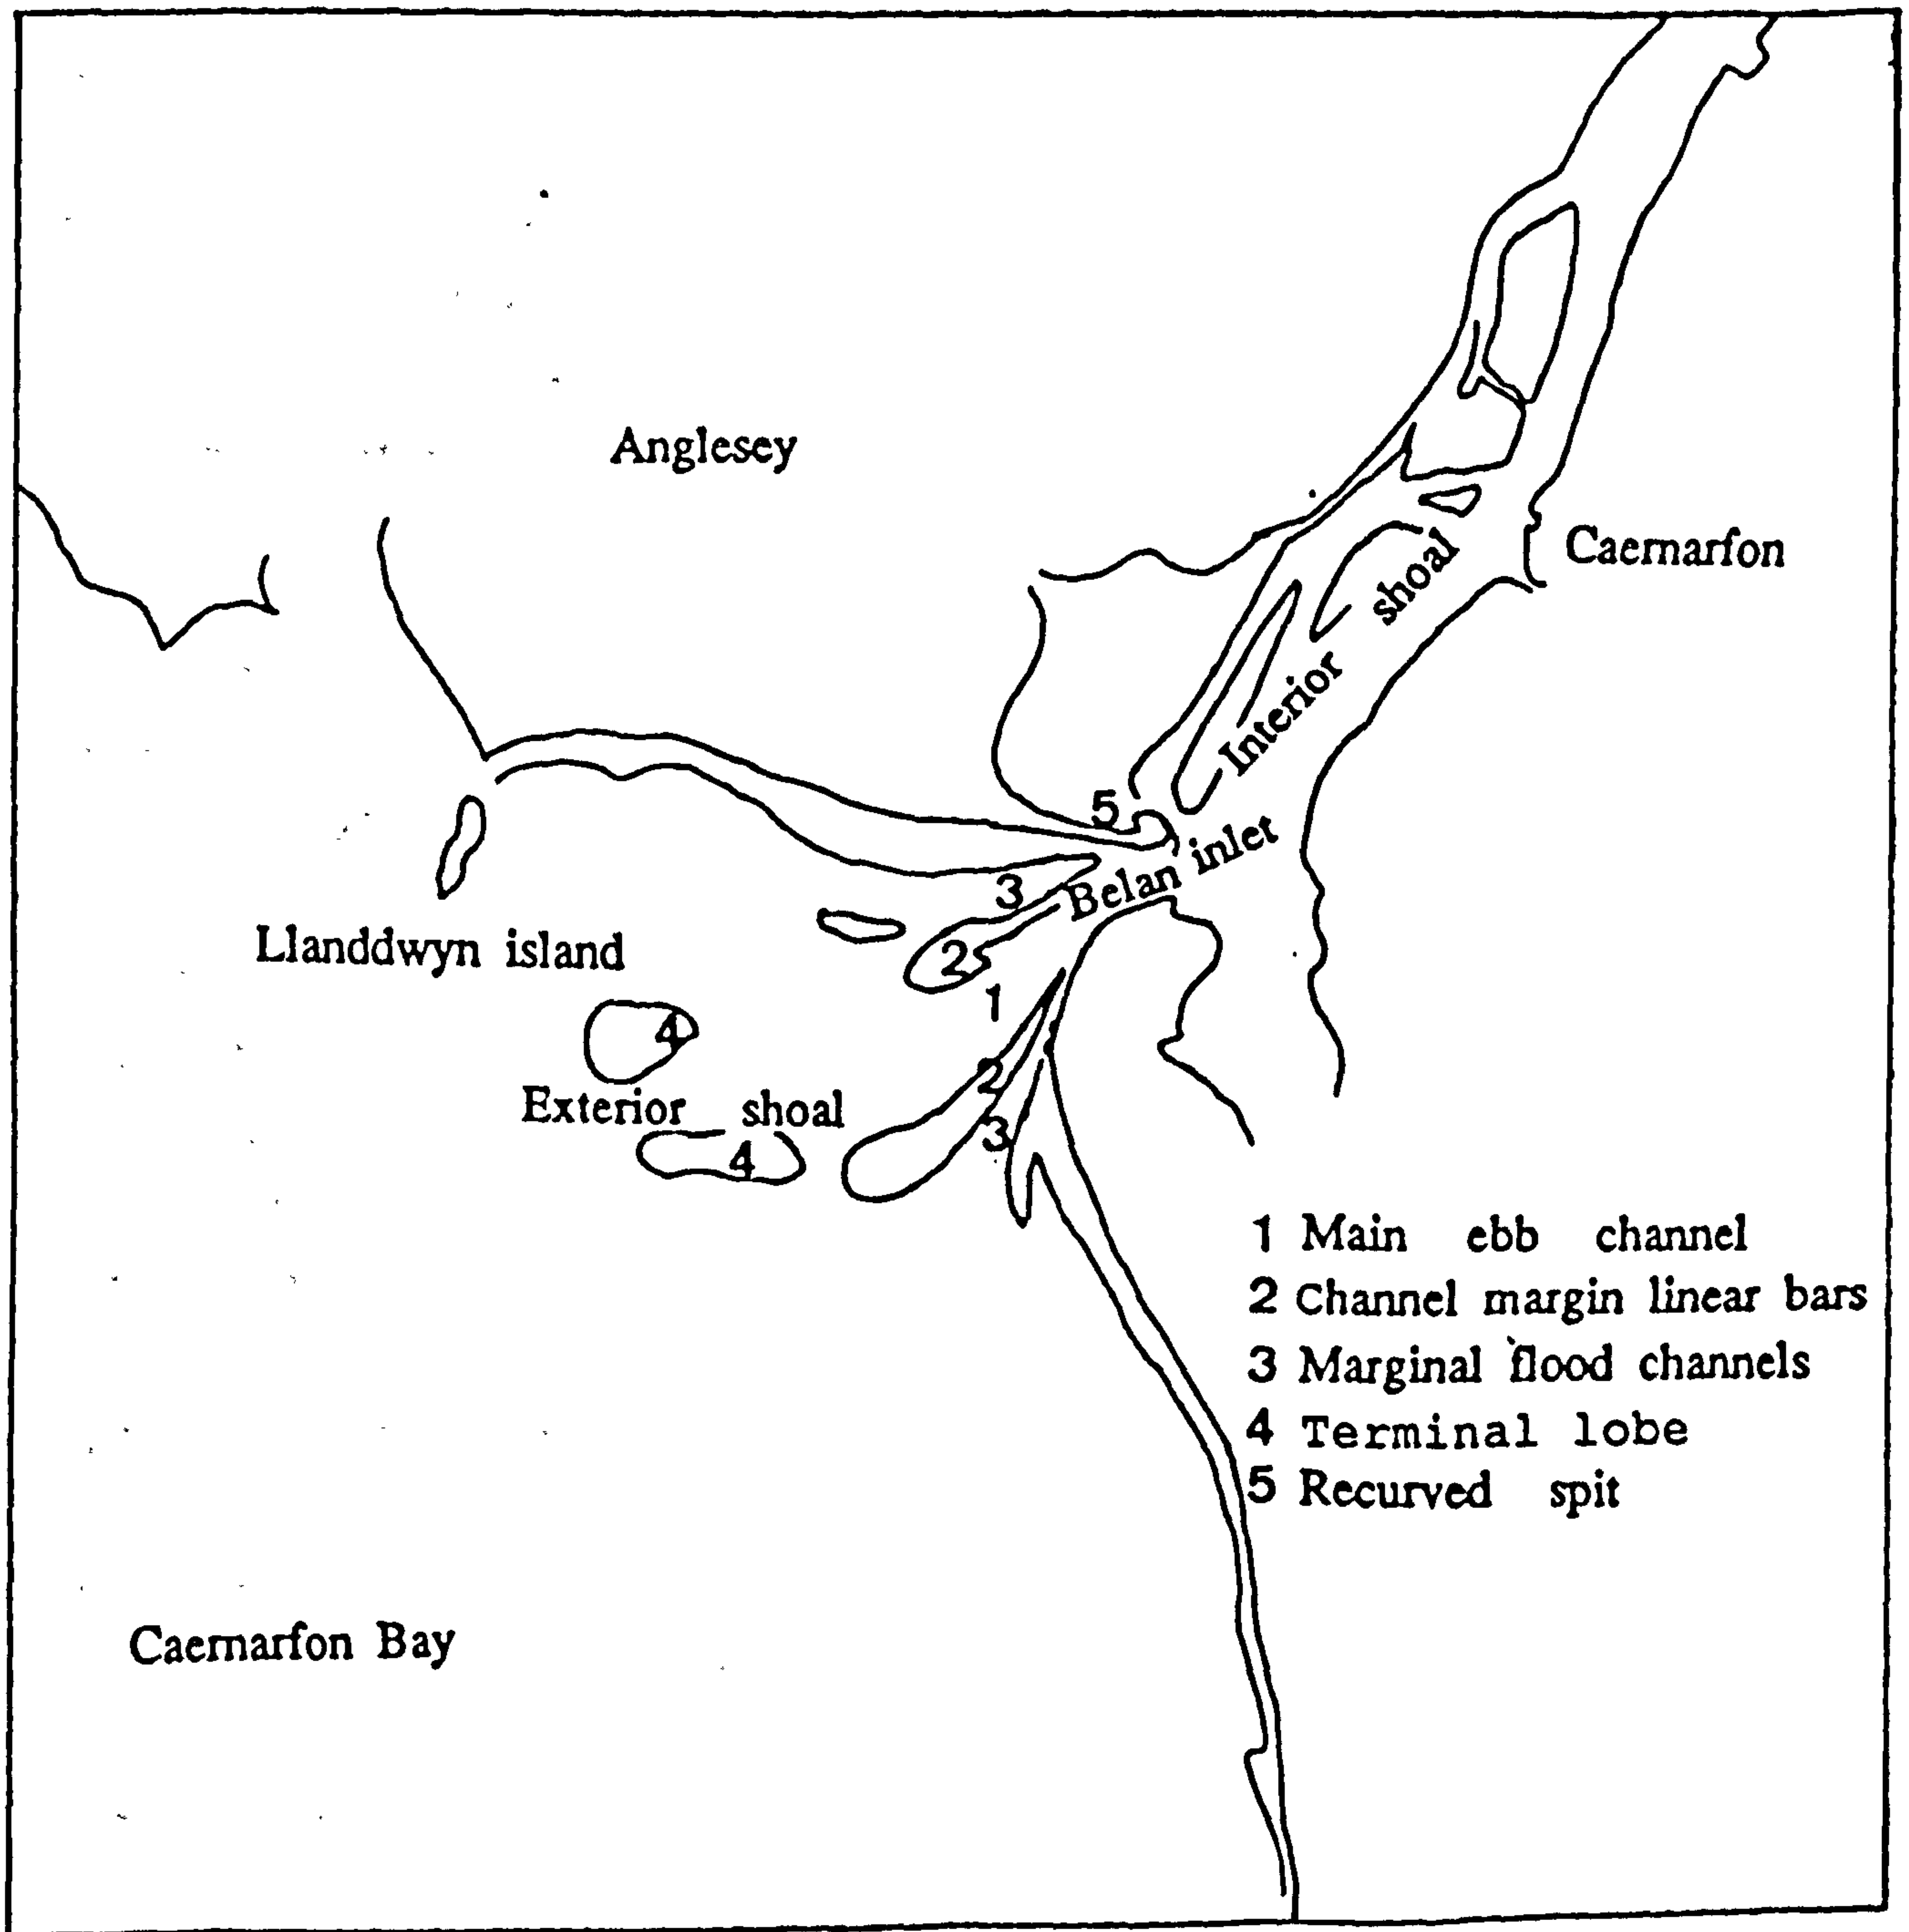 Anglesey
Caernarfon
Interior shoal
5
Belan inlet
3
Llanddwyn island
2
1
4
2
Exterior shoal
3
4
1 Main ebb channel
2 Channel margin linear bars
3 Marginal flood channels
4 Terminal lobe
5 Recurved spit
Caernarfon Bay